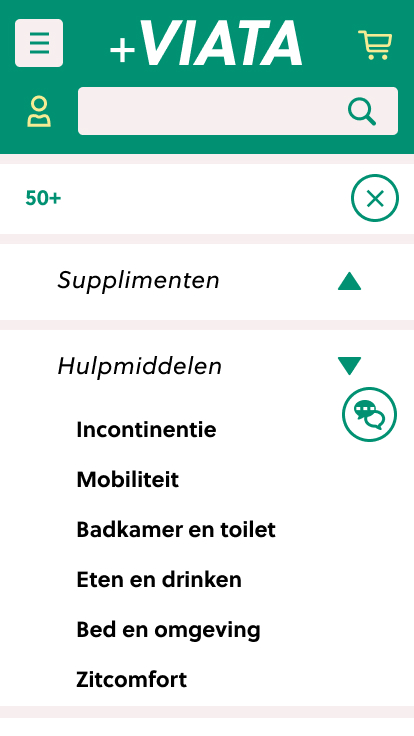 +VIATA
50+
Supplimenten
Hulpmiddelen
Incontinentie
Mobiliteit
Badkamer en toilet
Eten en drinken
Bed en omgeving
Zitcomfort